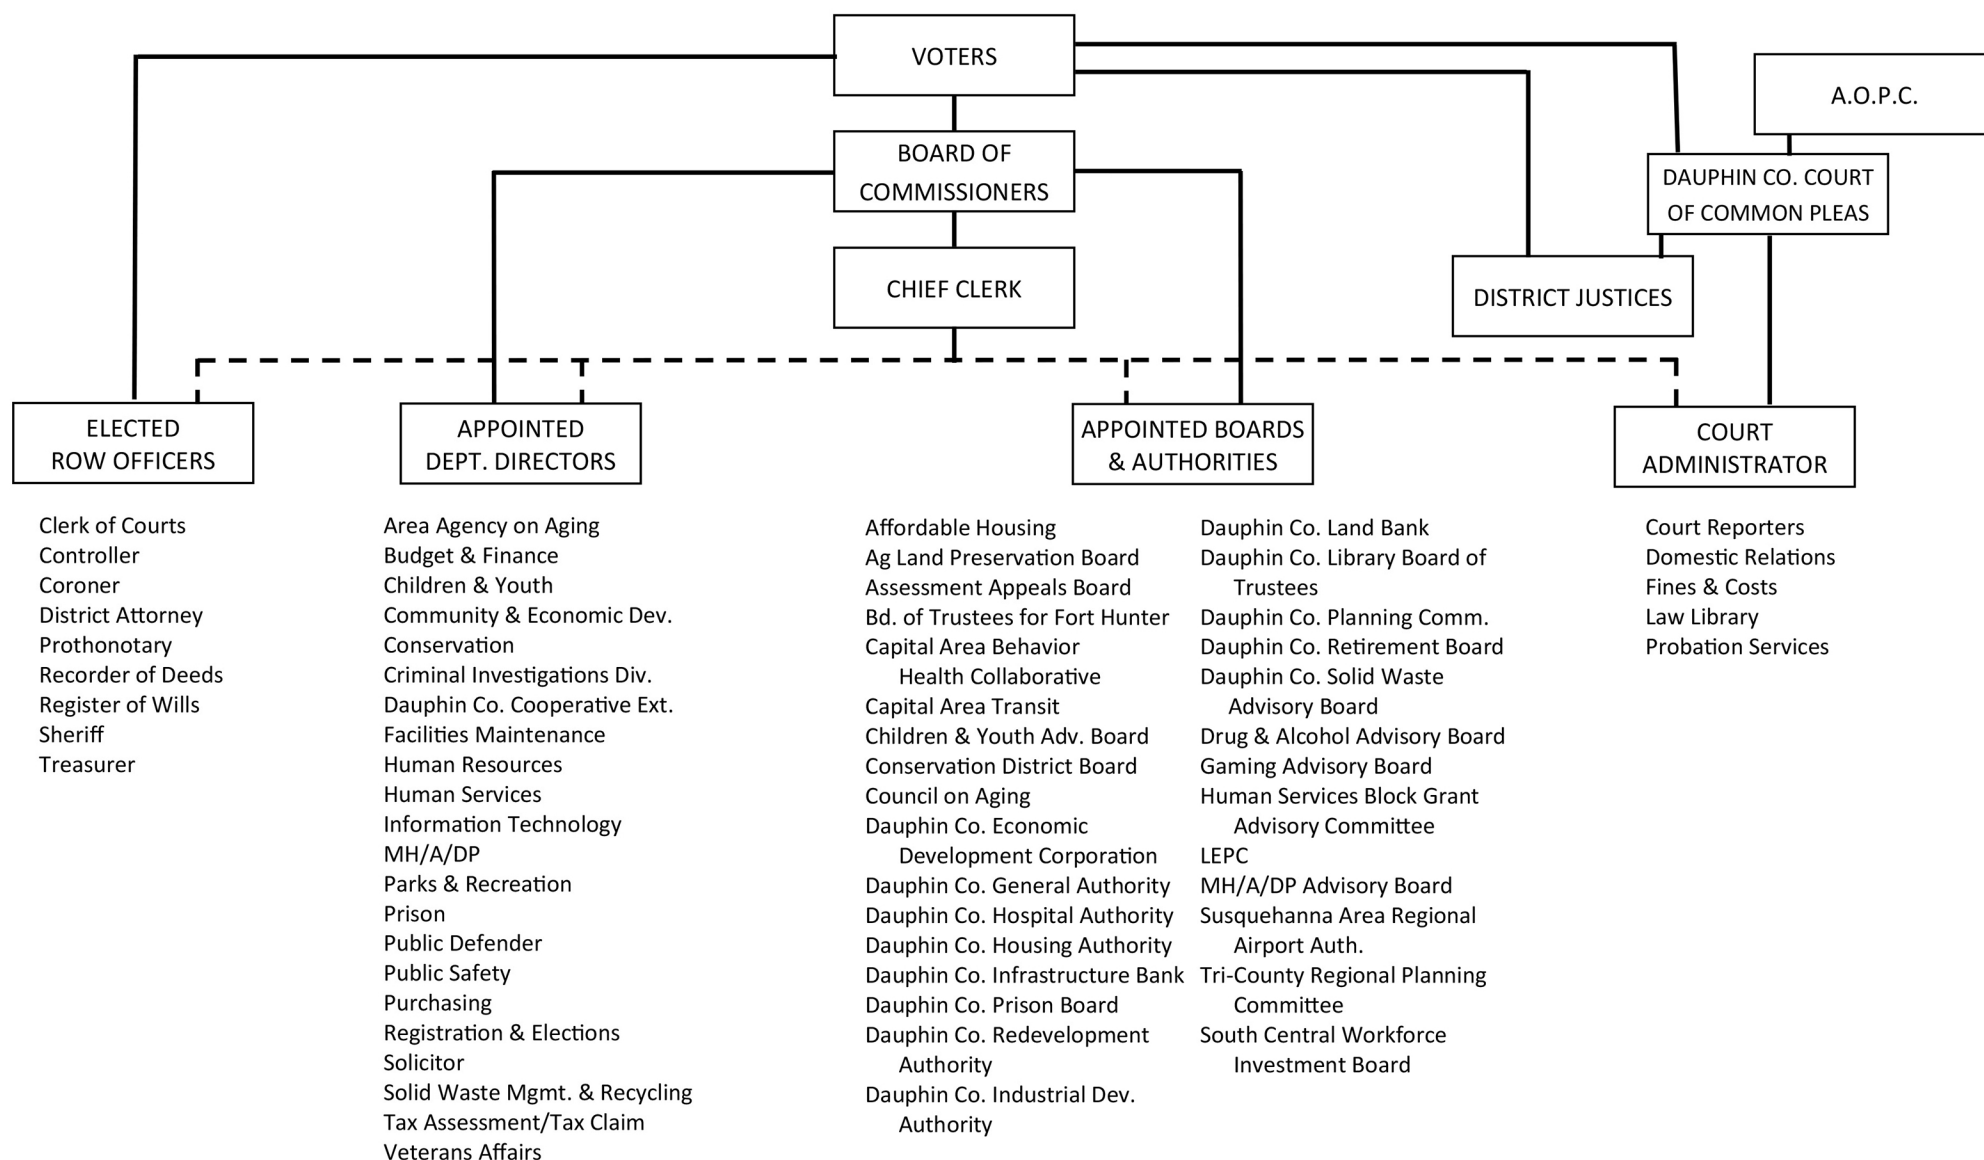 VOTERS
A.O.P.C.
BOARD OF
COMMISSIONERS
DAUPHIN CO. COURT
OF COMMON PLEAS
CHIEF CLERK
DISTRICT JUSTICES
ELECTED
ROW OFFICERS
APPOINTED
DEPT. DIRECTORS
APPOINTED BOARDS
& AUTHORITIES
COURT
ADMINISTRATOR
Clerk of Courts
Controller
Coroner
District Attorney
Prothonotary
Recorder of Deeds
Register of Wills
Sheriff
Treasurer
Area Agency on Aging
Budget & Finance
Children & Youth
Community & Economic Dev.
Conservation
Criminal Investigations Div.
Dauphin Co. Cooperative Ext.
Facilities Maintenance
Human Resources
Human Services
Information Technology
MH/A/DP
Parks & Recreation
Prison
Public Defender
Public Safety
Purchasing
Registration & Elections
Solicitor
Solid Waste Mgmt. & Recycling
Tax Assessment/Tax Claim
Veterans Affairs
Affordable Housing
Ag Land Preservation Board
Assessment Appeals Board
Bd. of Trustees for Fort Hunter
Capital Area Behavior
Health Collaborative
Capital Area Transit
Children & Youth Adv. Board
Conservation District Board
Council on Aging
Dauphin Co. Economic
Development Corporation
Dauphin Co. General Authority
Dauphin Co. Hospital Authority
Dauphin Co. Housing Authority
Dauphin Co. Infrastructure Bank
Dauphin Co. Prison Board
Dauphin Co. Redevelopment
Authority
Dauphin Co. Industrial Dev.
Authority
Dauphin Co. Land Bank
Dauphin Co. Library Board of
Trustees
Dauphin Co. Planning Comm.
Dauphin Co. Retirement Board
Dauphin Co. Solid Waste
Advisory Board
Drug & Alcohol Advisory Board
Gaming Advisory Board
Human Services Block Grant
Advisory Committee
LEPC
MH/A/DP Advisory Board
Susquehanna Area Regional
Airport Auth.
Tri-County Regional Planning
Committee
South Central Workforce
Investment Board
Court Reporters
Domestic Relations
Fines & Costs
Law Library
Probation Services